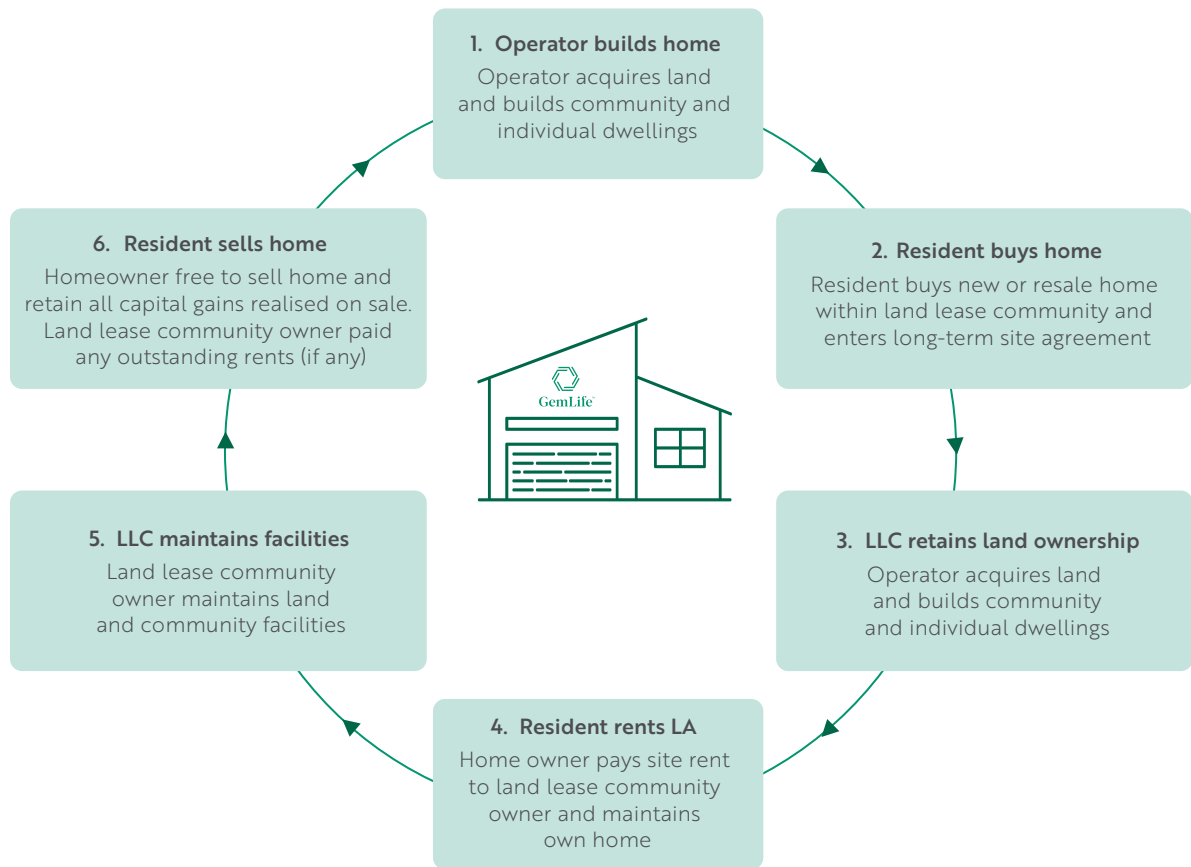 1. Operator builds home
Operator acquires land
and builds community and
individual dwellings
2. Resident buys home
Resident buys new or resale home
within land lease community and
enters long-term site agreement
3. LLC retains land ownership
Operator acquires land
and builds community
and individual dwellings
4. Resident rents LA
Home owner pays site rent
to land lease community
owner and maintains
own home
5. LLC maintains facilities
Land lease community
owner maintains land
and community facilities
6. Resident sells home
Homeowner free to sell home and
retain all capital gains realised on sale.
Land lease community owner paid
any outstanding rents (if any)
GemLife